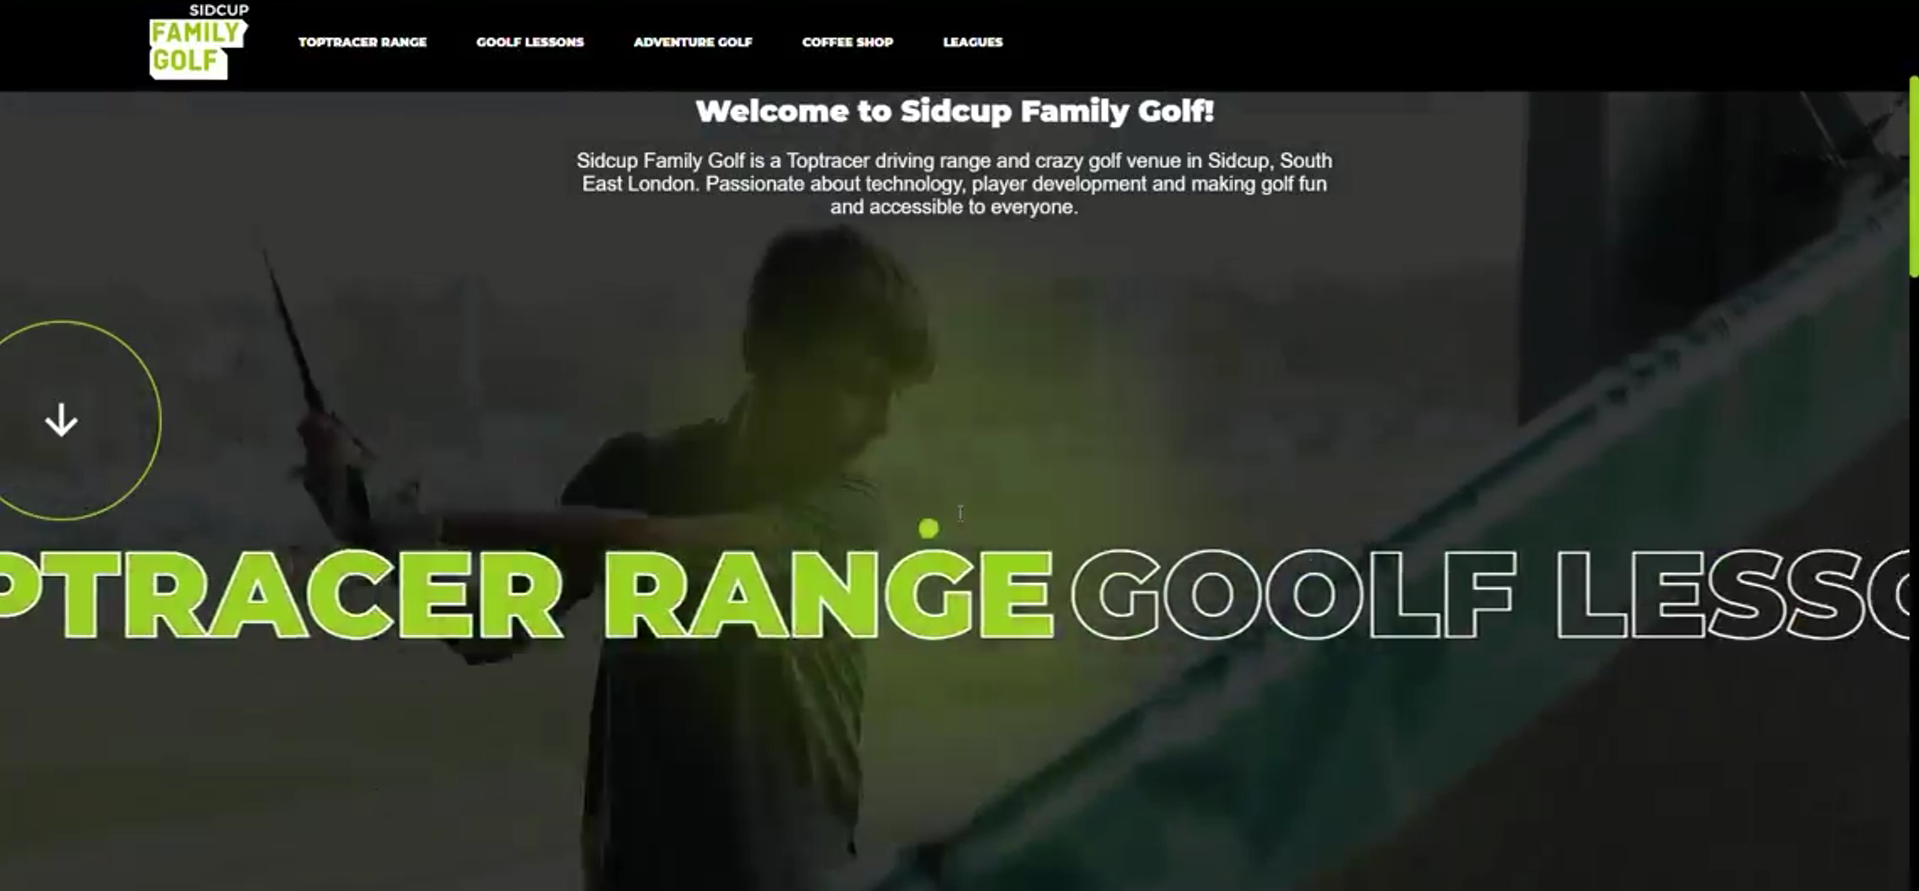 SIDCUP
FAMILY
GOLF
TOPTRACER RANGE
GOOLF LESSONS
ADVENTURE GOLF
COFFEE SHOP
LEAGUES
Welcome to Sidcup Family Golf!
Sidcup Family Golf is a Toptracer driving range and crazy golf venue in Sidcup, South
East London. Passionate about technology, player development and making golf fun
and accessible to everyone.
PTRACER RANGE GOOLF LESSO